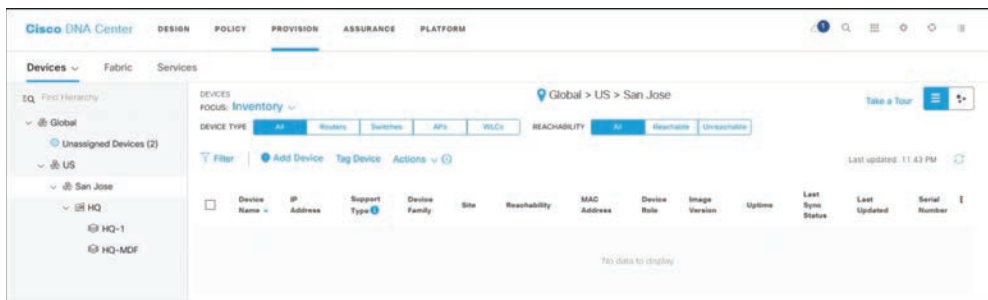 Cisco DNA Center DESIGN POLICY PROVISION ASSURANCE PLATFORM 1
Devices Fabric Services
Find Hierarchy
Global
Unassigned Devices (2)
US
San Jose
HQ
HQ-1
HQ-MDF
DEVICES
FOCUS: Inventory
Global > US > San Jose
Take a Tour
DEVICE TYPE All Routers Switches APs WLCs REACHABILITY All Reachable Unreachable
Filter Add Device Tag Device Actions
Last updated: 11:43 PM
Device Name IP Address Support Type Device Family Site Reachability MAC Address Device Role Image Version Uptime Last Sync Status Last Updated Serial Number
No data to display